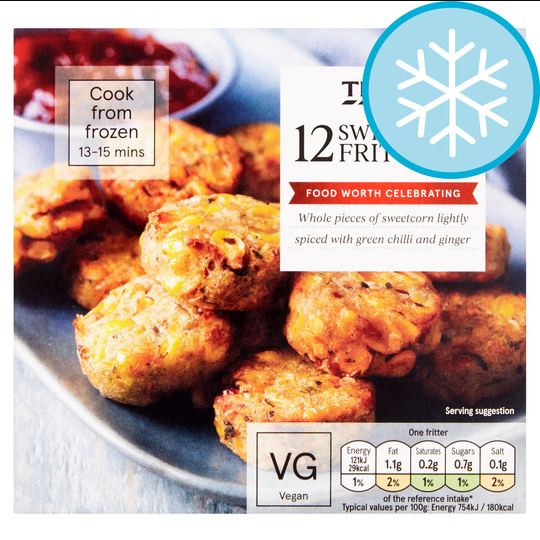 Cook
from
frozen
13-15 mins
12
FOOD WORTH CELEBRATING
Whole pieces of sweetcorn lightly
spiced with green chilli and ginger
Serving suggestion
VG
Vegan
One fritter
Energy Fat Saturates Sugars Salt
121kJ
29kcal 1.1g 0.2g 0.7g 0.1g
1% 2% 1% 1% 2%
of the reference intake*
Typical values per 100g: Energy 754kJ / 180kcal